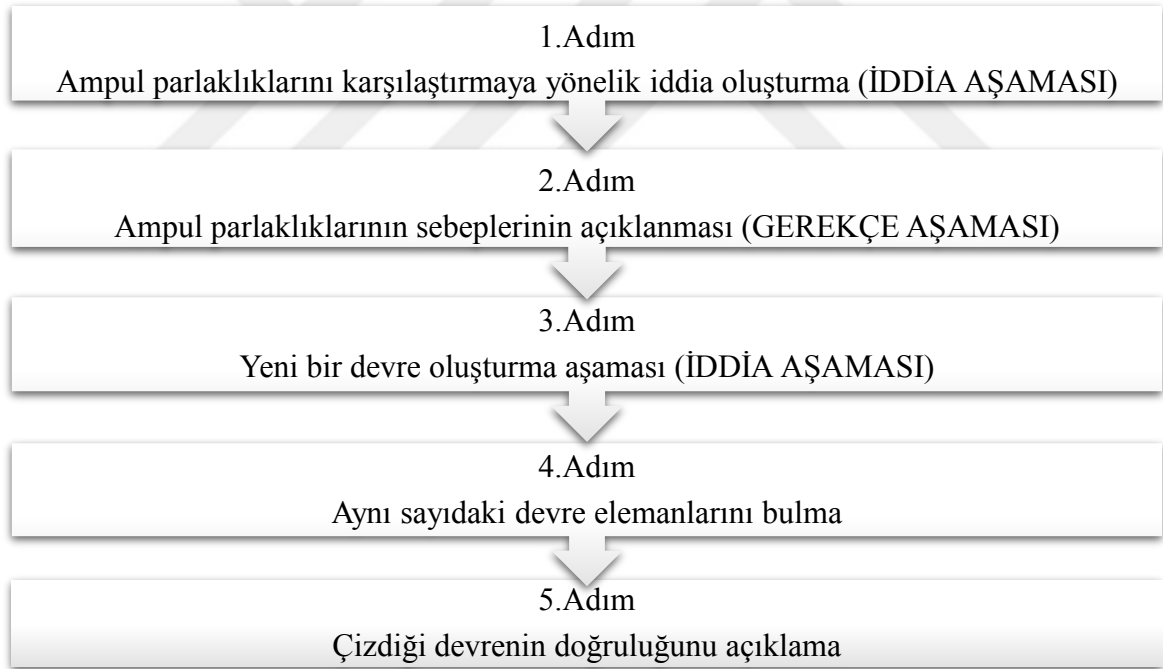 1.Adım
Ampul parlaklıklarını karşılaştırmaya yönelik iddia oluşturma (İDDİA AŞAMASI)
2.Adım
Ampul parlaklıklarının sebeplerinin açıklanması (GEREKÇE AŞAMASI)
3.Adım
Yeni bir devre oluşturma aşaması (İDDİA AŞAMASI)
4.Adım
Aynı sayıdaki devre elemanlarını bulma
5.Adım
Çizdiği devrenin doğruluğunu açıklama